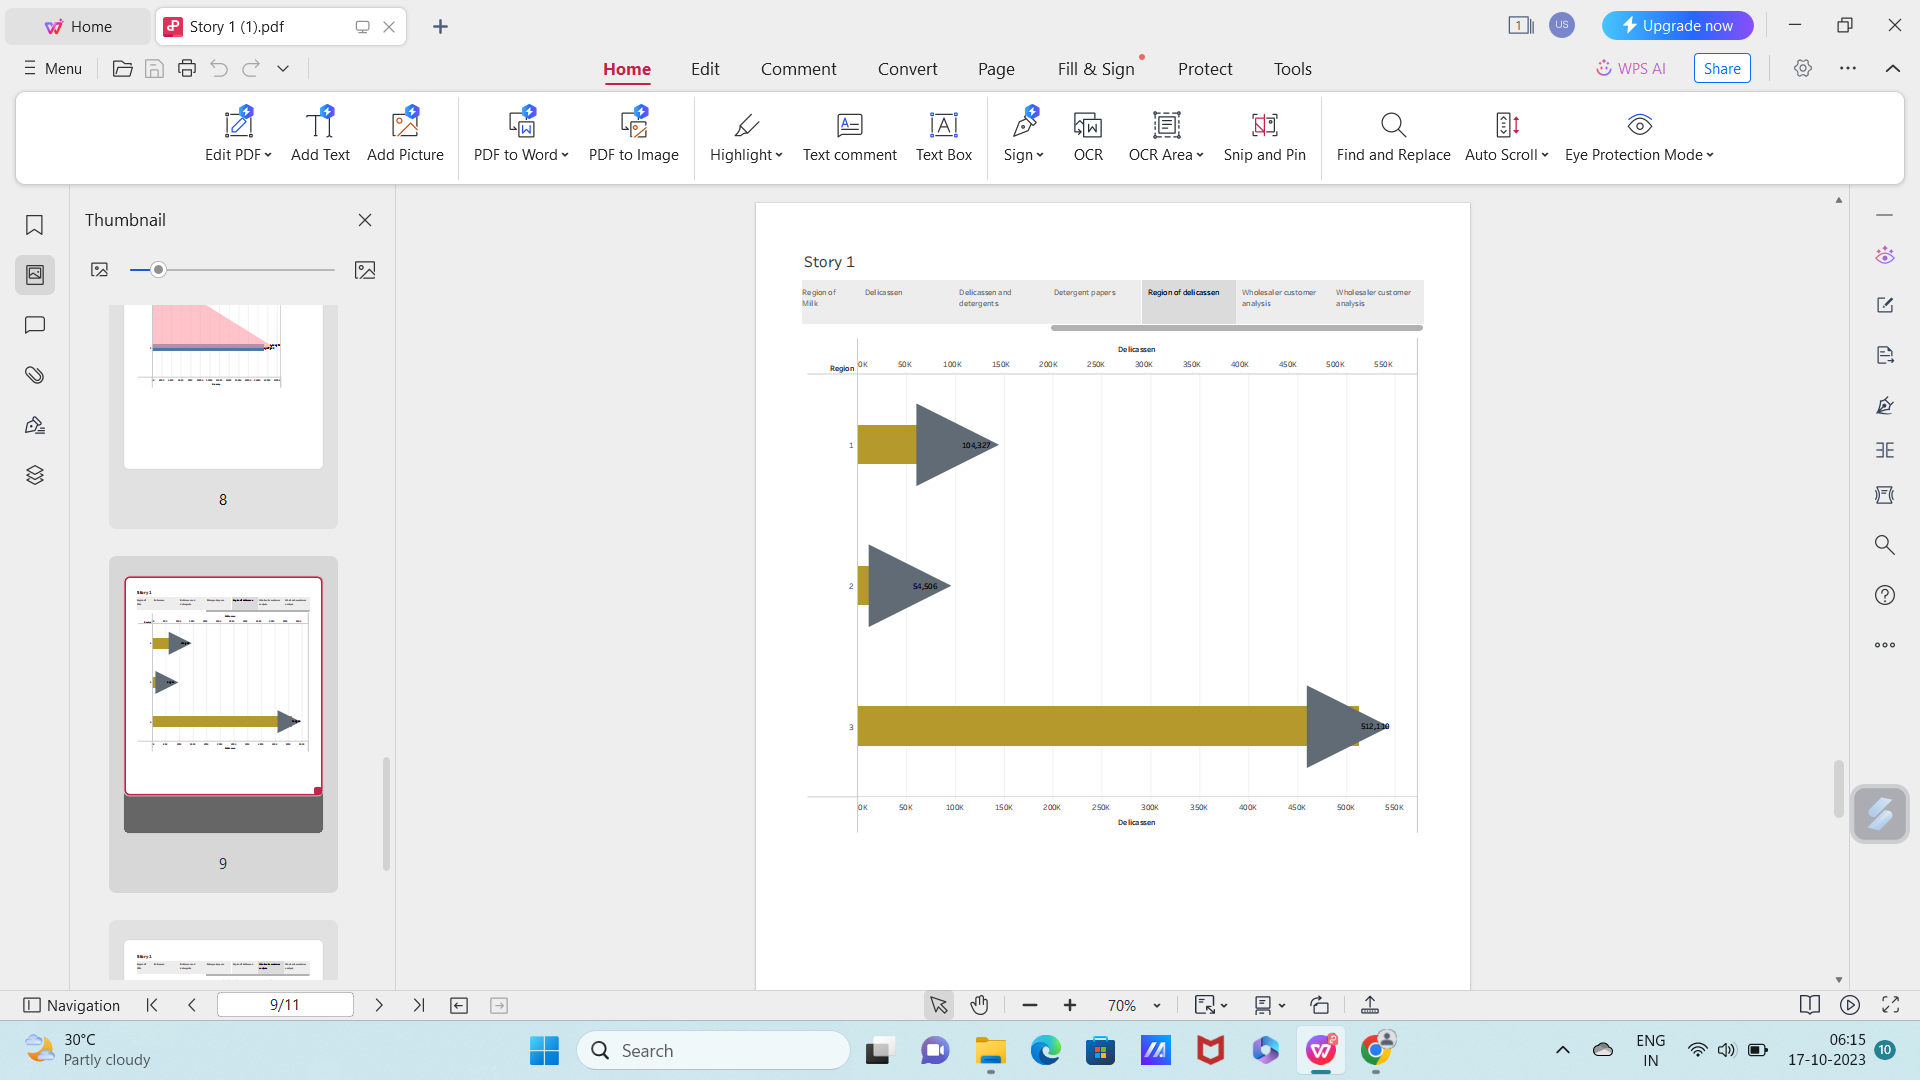 Home
Story 1 (1).pdf
1
US
Upgrade now
Menu
Home
Edit
Comment
Convert
Page
Fill & Sign
Protect
Tools
WPS AI
Share
Edit PDF
Add Text
Add Picture
PDF to Word
PDF to Image
Highlight
Text comment
Text Box
Sign
OCR
OCR Area
Snip and Pin
Find and Replace
Auto Scroll
Eye Protection Mode
Thumbnail
8
9
Story 1
Region of Milk
Delicassen
Delicassen and detergents
Detergent papers
Region of delicassen
Wholesaler customer analysis
Wholesaler customer analysis
Delicassen
Region
0K 50K 100K 150K 200K 250K 300K 350K 400K 450K 500K 550K
1
104,327
2
54,506
3
512,110
0K 50K 100K 150K 200K 250K 300K 350K 400K 450K 500K 550K
Delicassen
Navigation
9/11
70%
30°C
Partly cloudy
Search
ENG
IN
06:15
17-10-2023
10